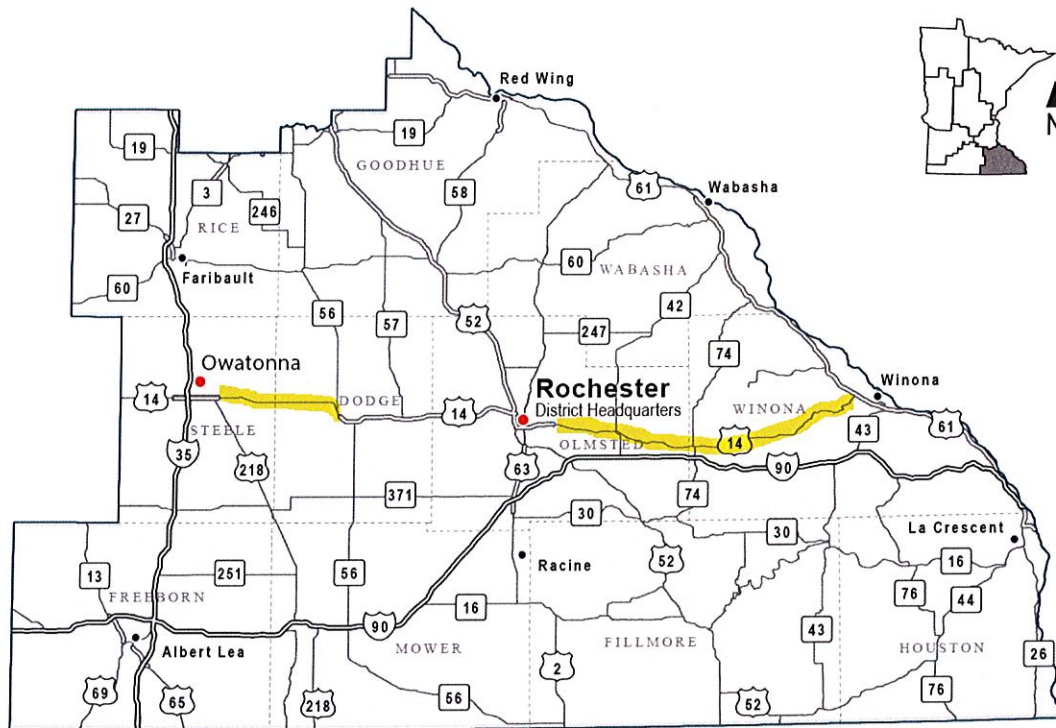 Red Wing
N
19
19
GOODHUE
3
58
61
Wabasha
27
246
RICE
Faribault
60
60
WABASHA
56
57
52
42
247
74
Owatonna
Rochester
District Headquarters
Winona
14
DODGE
14
WINONA
STEELE
OLMSTED
14
43
61
35
218
63
90
371
74
30
30
La Crescent
13
251
56
Racine
52
16
76
44
FREEBORN
16
90
MOWER
FILLMORE
43
HOUSTON
Albert Lea
2
26
69
65
218
56
52
76